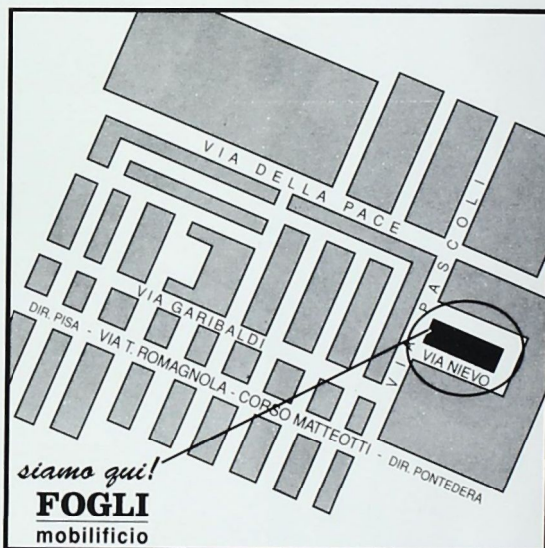 VIA DELLA PACE
VIA PASCOLI
VIA GARIBALDI
VIA NIEVO
DIR. PISA - VIA T. ROMAGNOLA - CORSO MATTEOTTI - DIR. PONTEDERA
siamo qui!
FOGLI
mobilificio